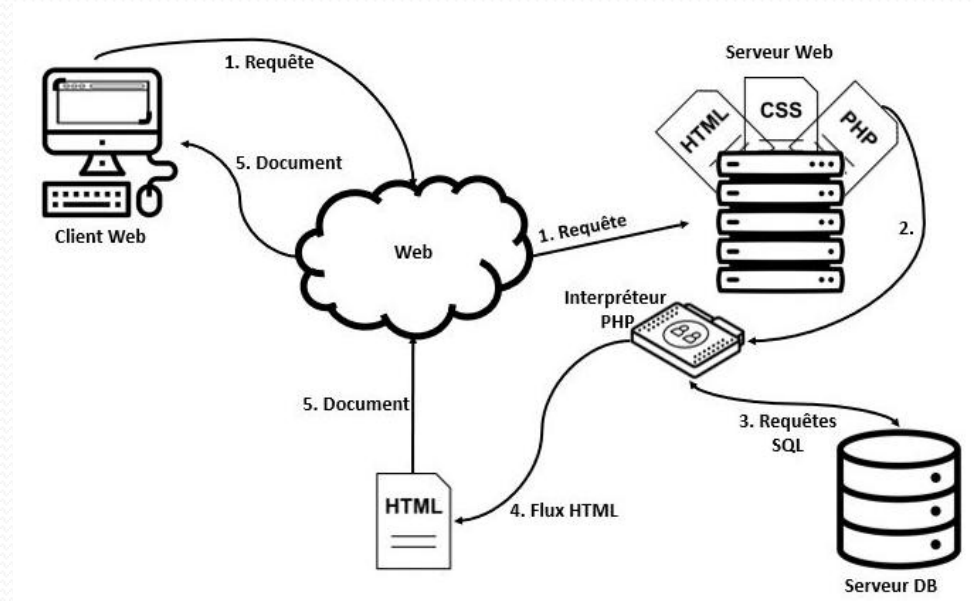 Serveur Web
1. Requête
HTML
CSS
PHP
5. Document
Client Web
Web
1. Requête
2.
Interpréteur
PHP
5. Document
3. Requêtes
SQL
HTML
4. Flux HTML
Serveur DB